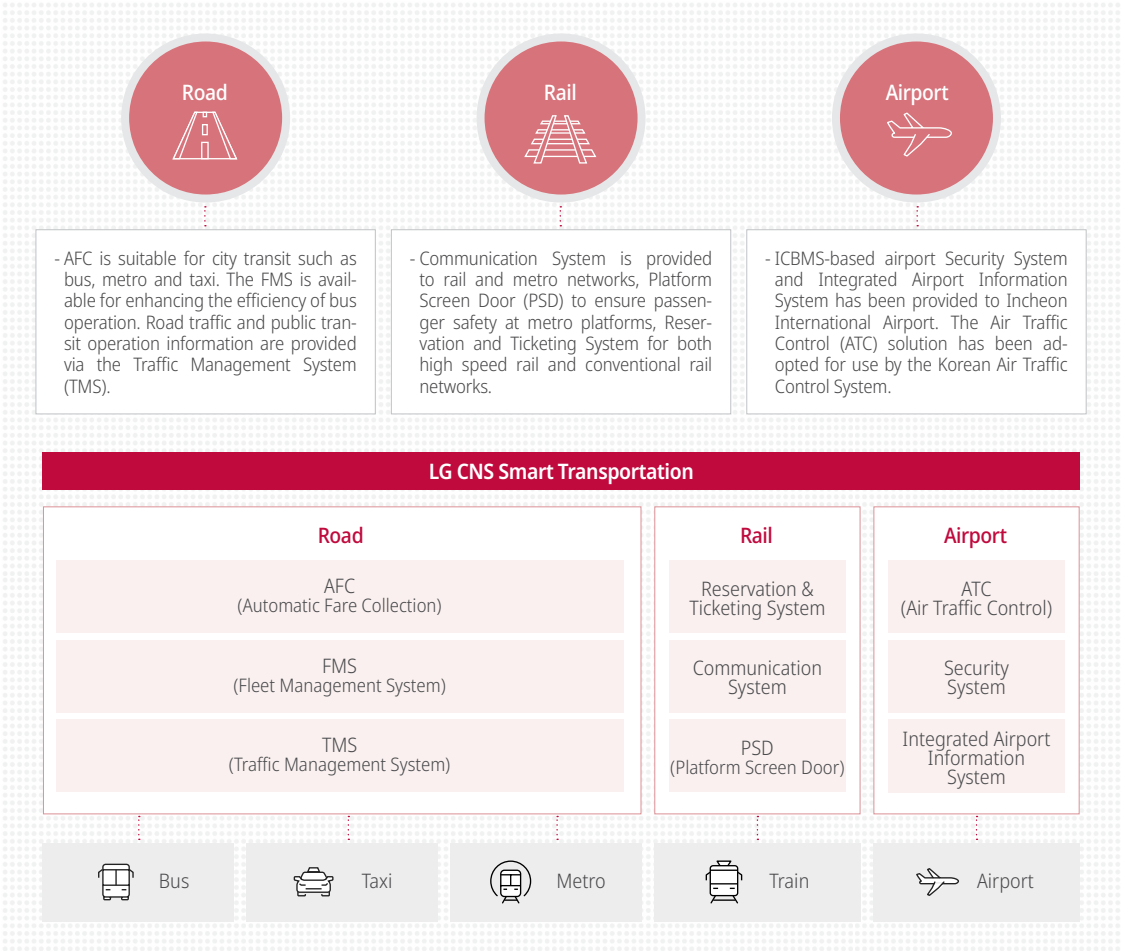 Road
Rail
Airport
- AFC is suitable for city transit such as
bus, metro and taxi. The FMS is avail-
able for enhancing the efficiency of bus
operation. Road traffic and public tran-
sit operation information are provided
via the Traffic Management System
(TMS).
- Communication System is provided
to rail and metro networks, Platform
Screen Door (PSD) to ensure passen-
ger safety at metro platforms, Reser-
vation and Ticketing System for both
high speed rail and conventional rail
networks.
- ICBMS-based airport Security System
and Integrated Airport Information
System has been provided to Incheon
International Airport. The Air Traffic
Control (ATC) solution has been ad-
opted for use by the Korean Air Traffic
Control System.
LG CNS Smart Transportation
Road
AFC
(Automatic Fare Collection)
FMS
(Fleet Management System)
TMS
(Traffic Management System)
Rail
Reservation &
Ticketing System
Communication
System
PSD
(Platform Screen Door)
Airport
ATC
(Air Traffic Control)
Security
System
Integrated Airport
Information
System
Bus
Taxi
Metro
Train
Airport